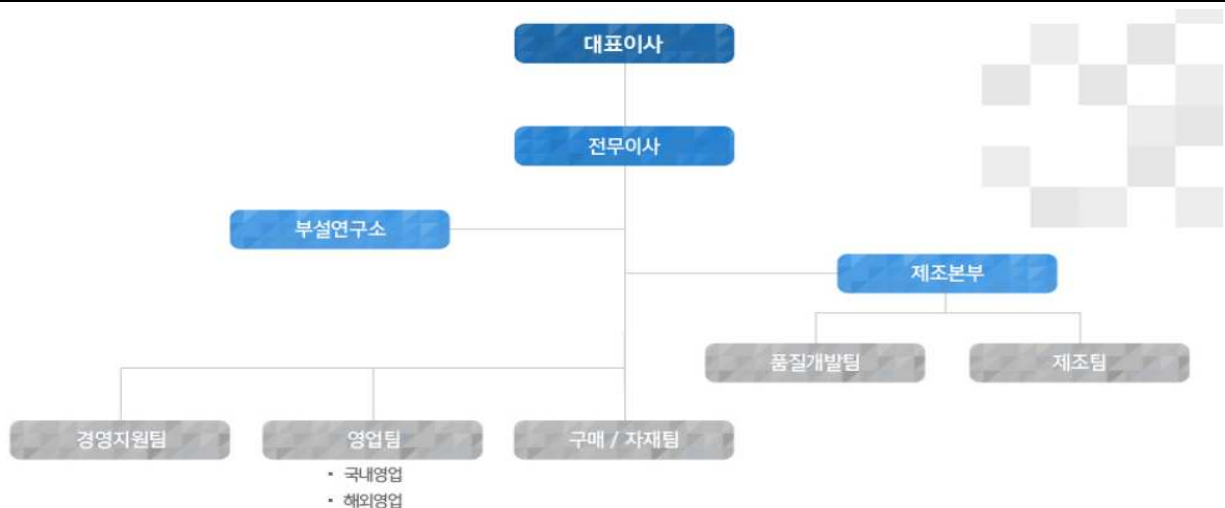 대표이사
전무이사
부설연구소
제조본부
품질개발팀
제조팀
경영지원팀
영업팀
구매 / 자재팀
▪ 국내영업
▪ 해외영업